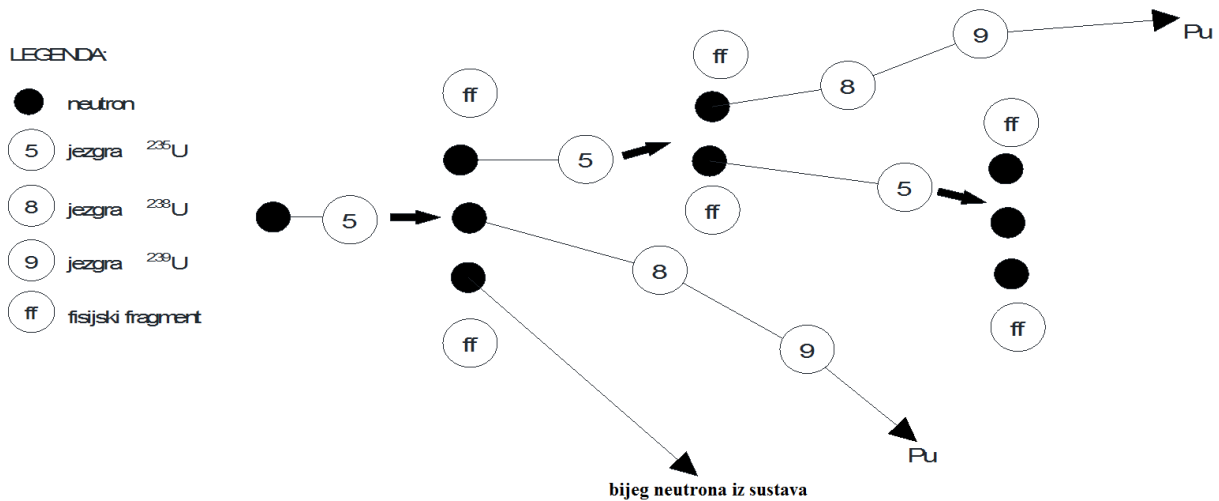 LEGENDA:
neutron
5 jezgra ²³⁵U
8 jezgra ²³⁸U
9 jezgra ²³⁹U
ff fisijski fragment
5
ff
ff
5
ff
ff
8
9
Pu
5
ff
ff
8
9
Pu
bijeg neutrona iz sustava